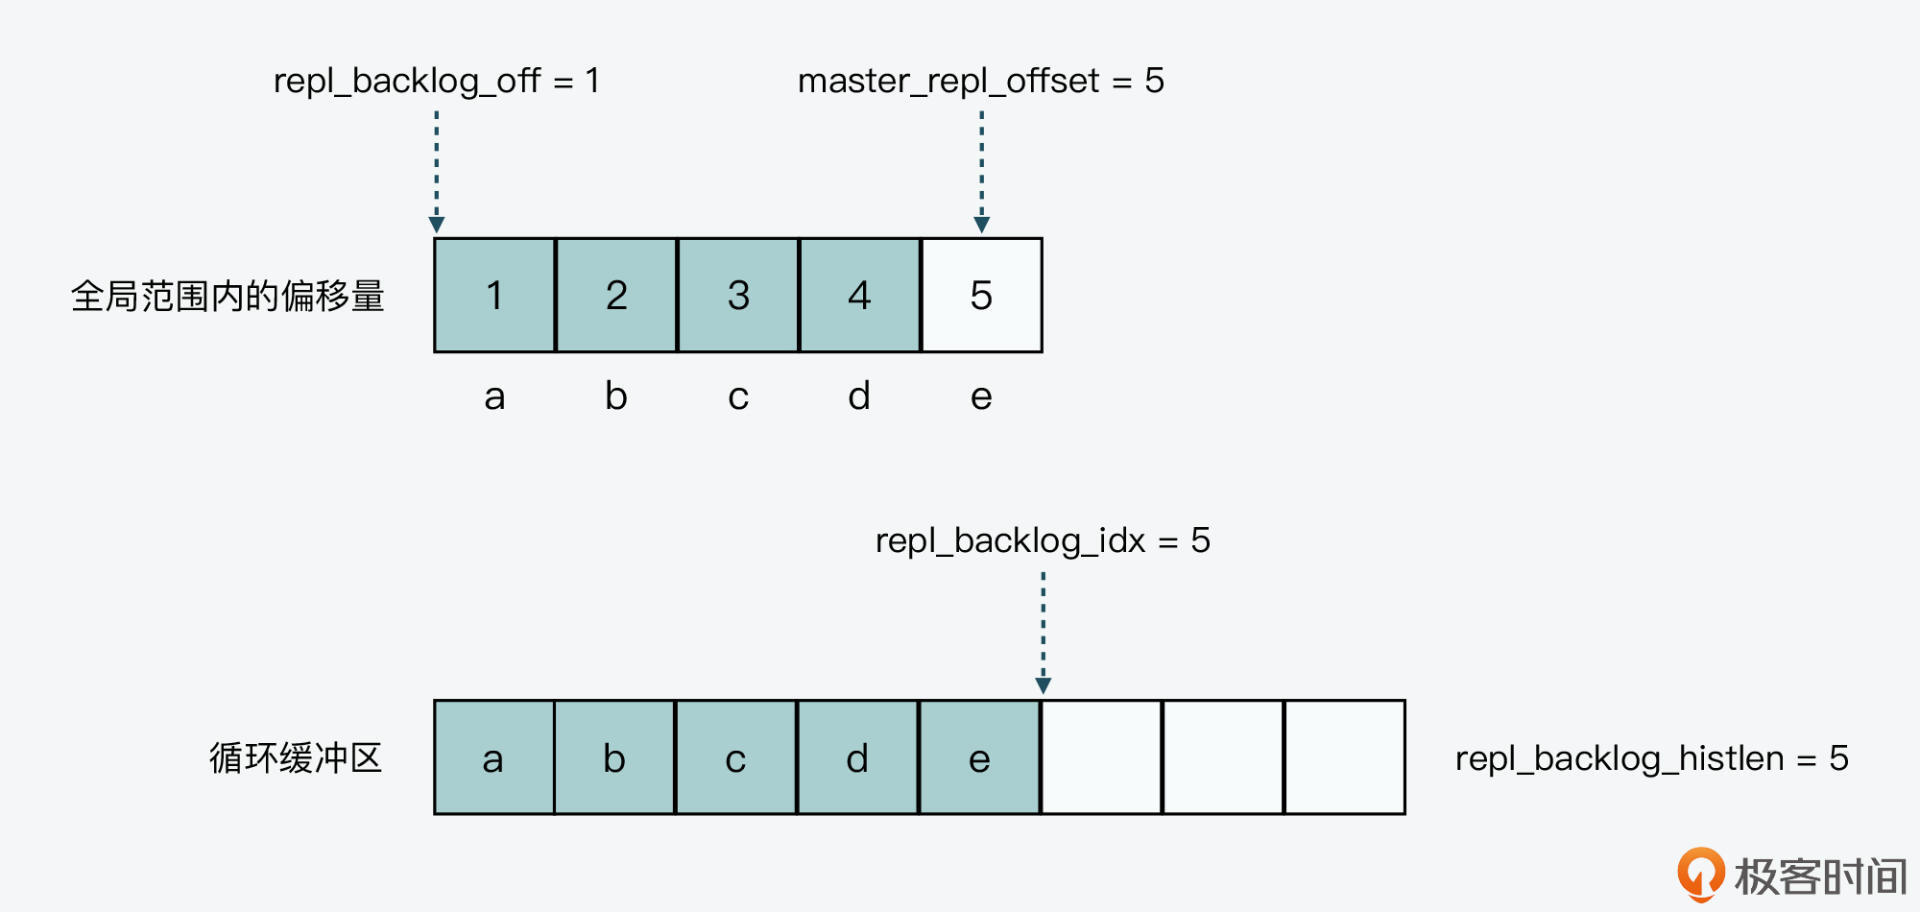 repl_backlog_off = 1
master_repl_offset = 5
全局范围内的偏移量
1 2 3 4 5
a b c d e
repl_backlog_idx = 5
循环缓冲区
a b c d e
repl_backlog_histlen = 5
极客时间